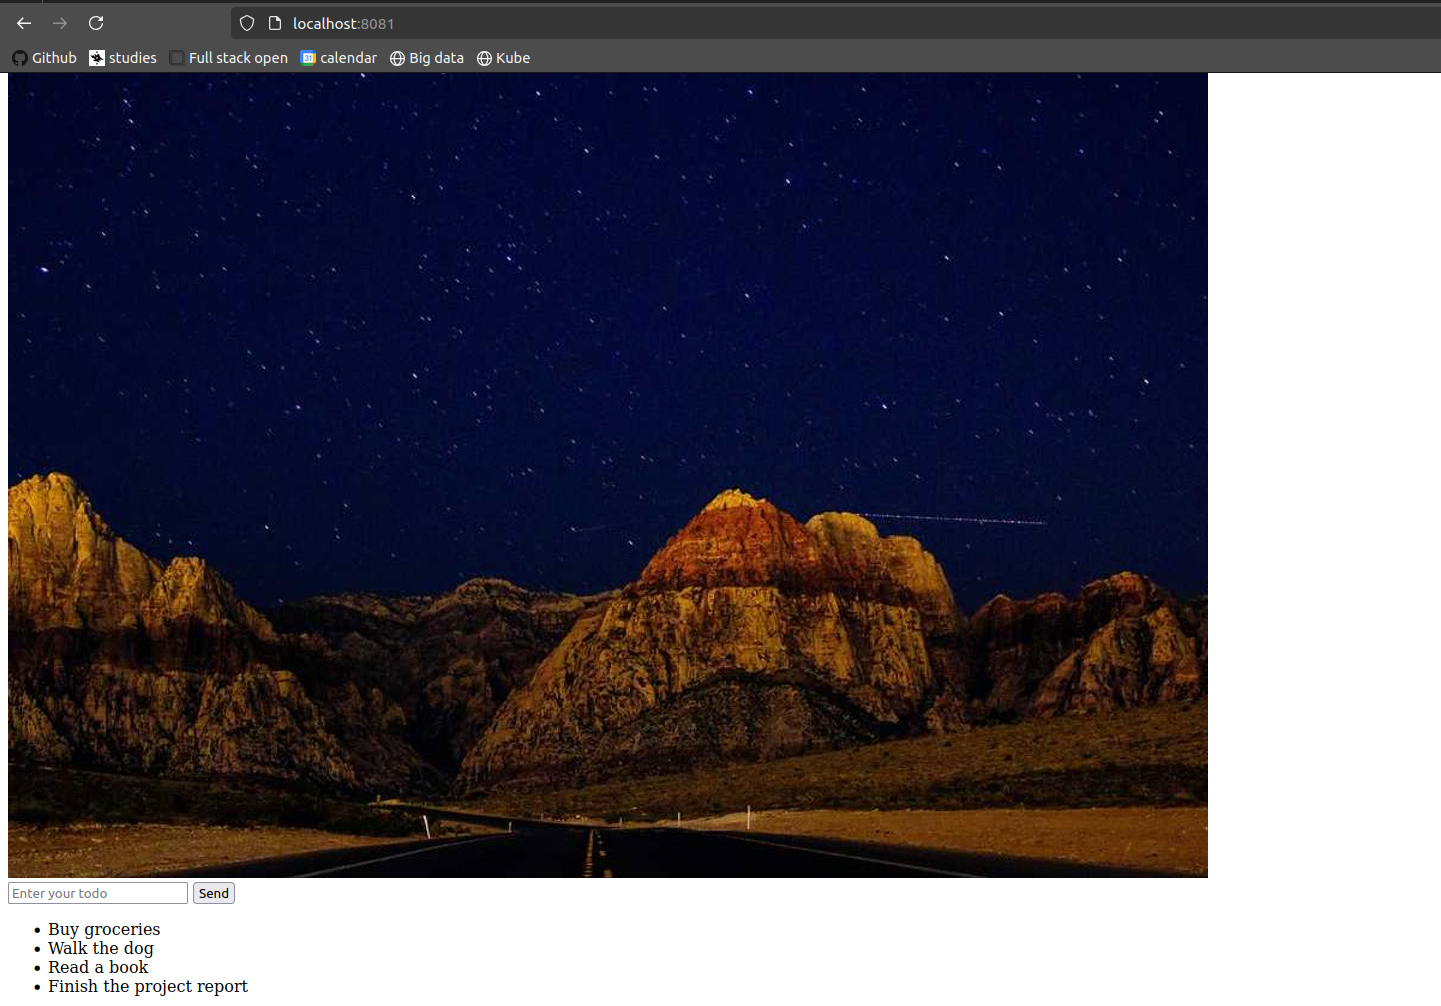 localhost:8081
Github studies Full stack open calendar Big data Kube
Enter your todo Send
Buy groceries
Walk the dog
Read a book
Finish the project report